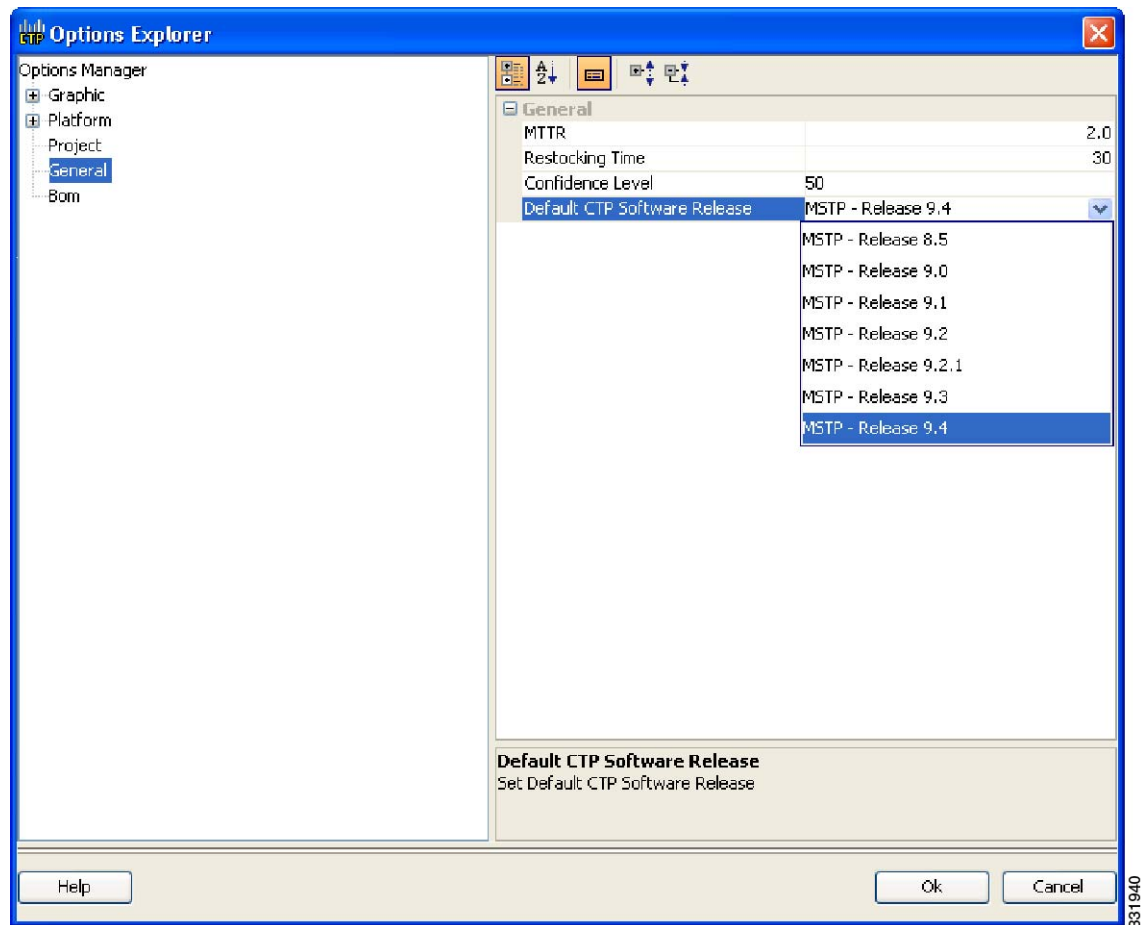 CTP Options Explorer
Options Manager
Graphic
Platform
Project
General
Bom
A
Z
General
MTTR 2.0
Restocking Time 30
Confidence Level 50
Default CTP Software Release MSTP - Release 9.4
MSTP - Release 8.5
MSTP - Release 9.0
MSTP - Release 9.1
MSTP - Release 9.2
MSTP - Release 9.2.1
MSTP - Release 9.3
MSTP - Release 9.4
Default CTP Software Release
Set Default CTP Software Release
Help Ok Cancel
331940